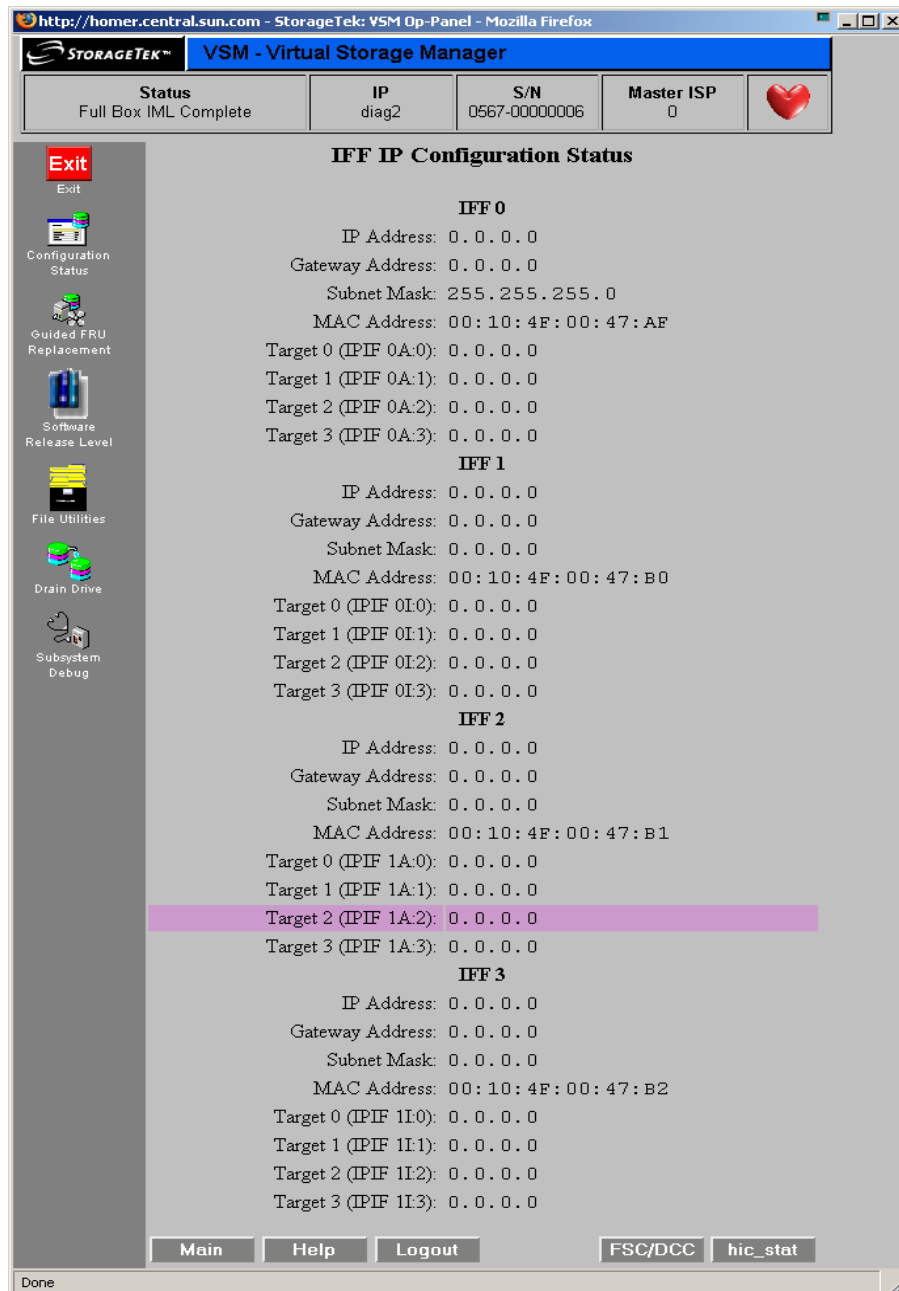 http://homer.central.sun.com - StorageTek: VSM Op-Panel - Mozilla Firefox
STORAGETEK™ VSM - Virtual Storage Manager
Status IP S/N Master ISP
Full Box IML Complete diag2 0567-00000006 0
Exit
Exit
Configuration
Status
Guided FRU
Replacement
Software
Release Level
File Utilities
Drain Drive
Subsystem
Debug
IFF IP Configuration Status
IFF 0
IP Address: 0.0.0.0
Gateway Address: 0.0.0.0
Subnet Mask: 255.255.255.0
MAC Address: 00:10:4F:00:47:AF
Target 0 (IPIF 0A:0): 0.0.0.0
Target 1 (IPIF 0A:1): 0.0.0.0
Target 2 (IPIF 0A:2): 0.0.0.0
Target 3 (IPIF 0A:3): 0.0.0.0
IFF 1
IP Address: 0.0.0.0
Gateway Address: 0.0.0.0
Subnet Mask: 0.0.0.0
MAC Address: 00:10:4F:00:47:B0
Target 0 (IPIF 0I:0): 0.0.0.0
Target 1 (IPIF 0I:1): 0.0.0.0
Target 2 (IPIF 0I:2): 0.0.0.0
Target 3 (IPIF 0I:3): 0.0.0.0
IFF 2
IP Address: 0.0.0.0
Gateway Address: 0.0.0.0
Subnet Mask: 0.0.0.0
MAC Address: 00:10:4F:00:47:B1
Target 0 (IPIF 1A:0): 0.0.0.0
Target 1 (IPIF 1A:1): 0.0.0.0
Target 2 (IPIF 1A:2): 0.0.0.0
Target 3 (IPIF 1A:3): 0.0.0.0
IFF 3
IP Address: 0.0.0.0
Gateway Address: 0.0.0.0
Subnet Mask: 0.0.0.0
MAC Address: 00:10:4F:00:47:B2
Target 0 (IPIF 1I:0): 0.0.0.0
Target 1 (IPIF 1I:1): 0.0.0.0
Target 2 (IPIF 1I:2): 0.0.0.0
Target 3 (IPIF 1I:3): 0.0.0.0
Main Help Logout FSC/DCC hic_stat
Done